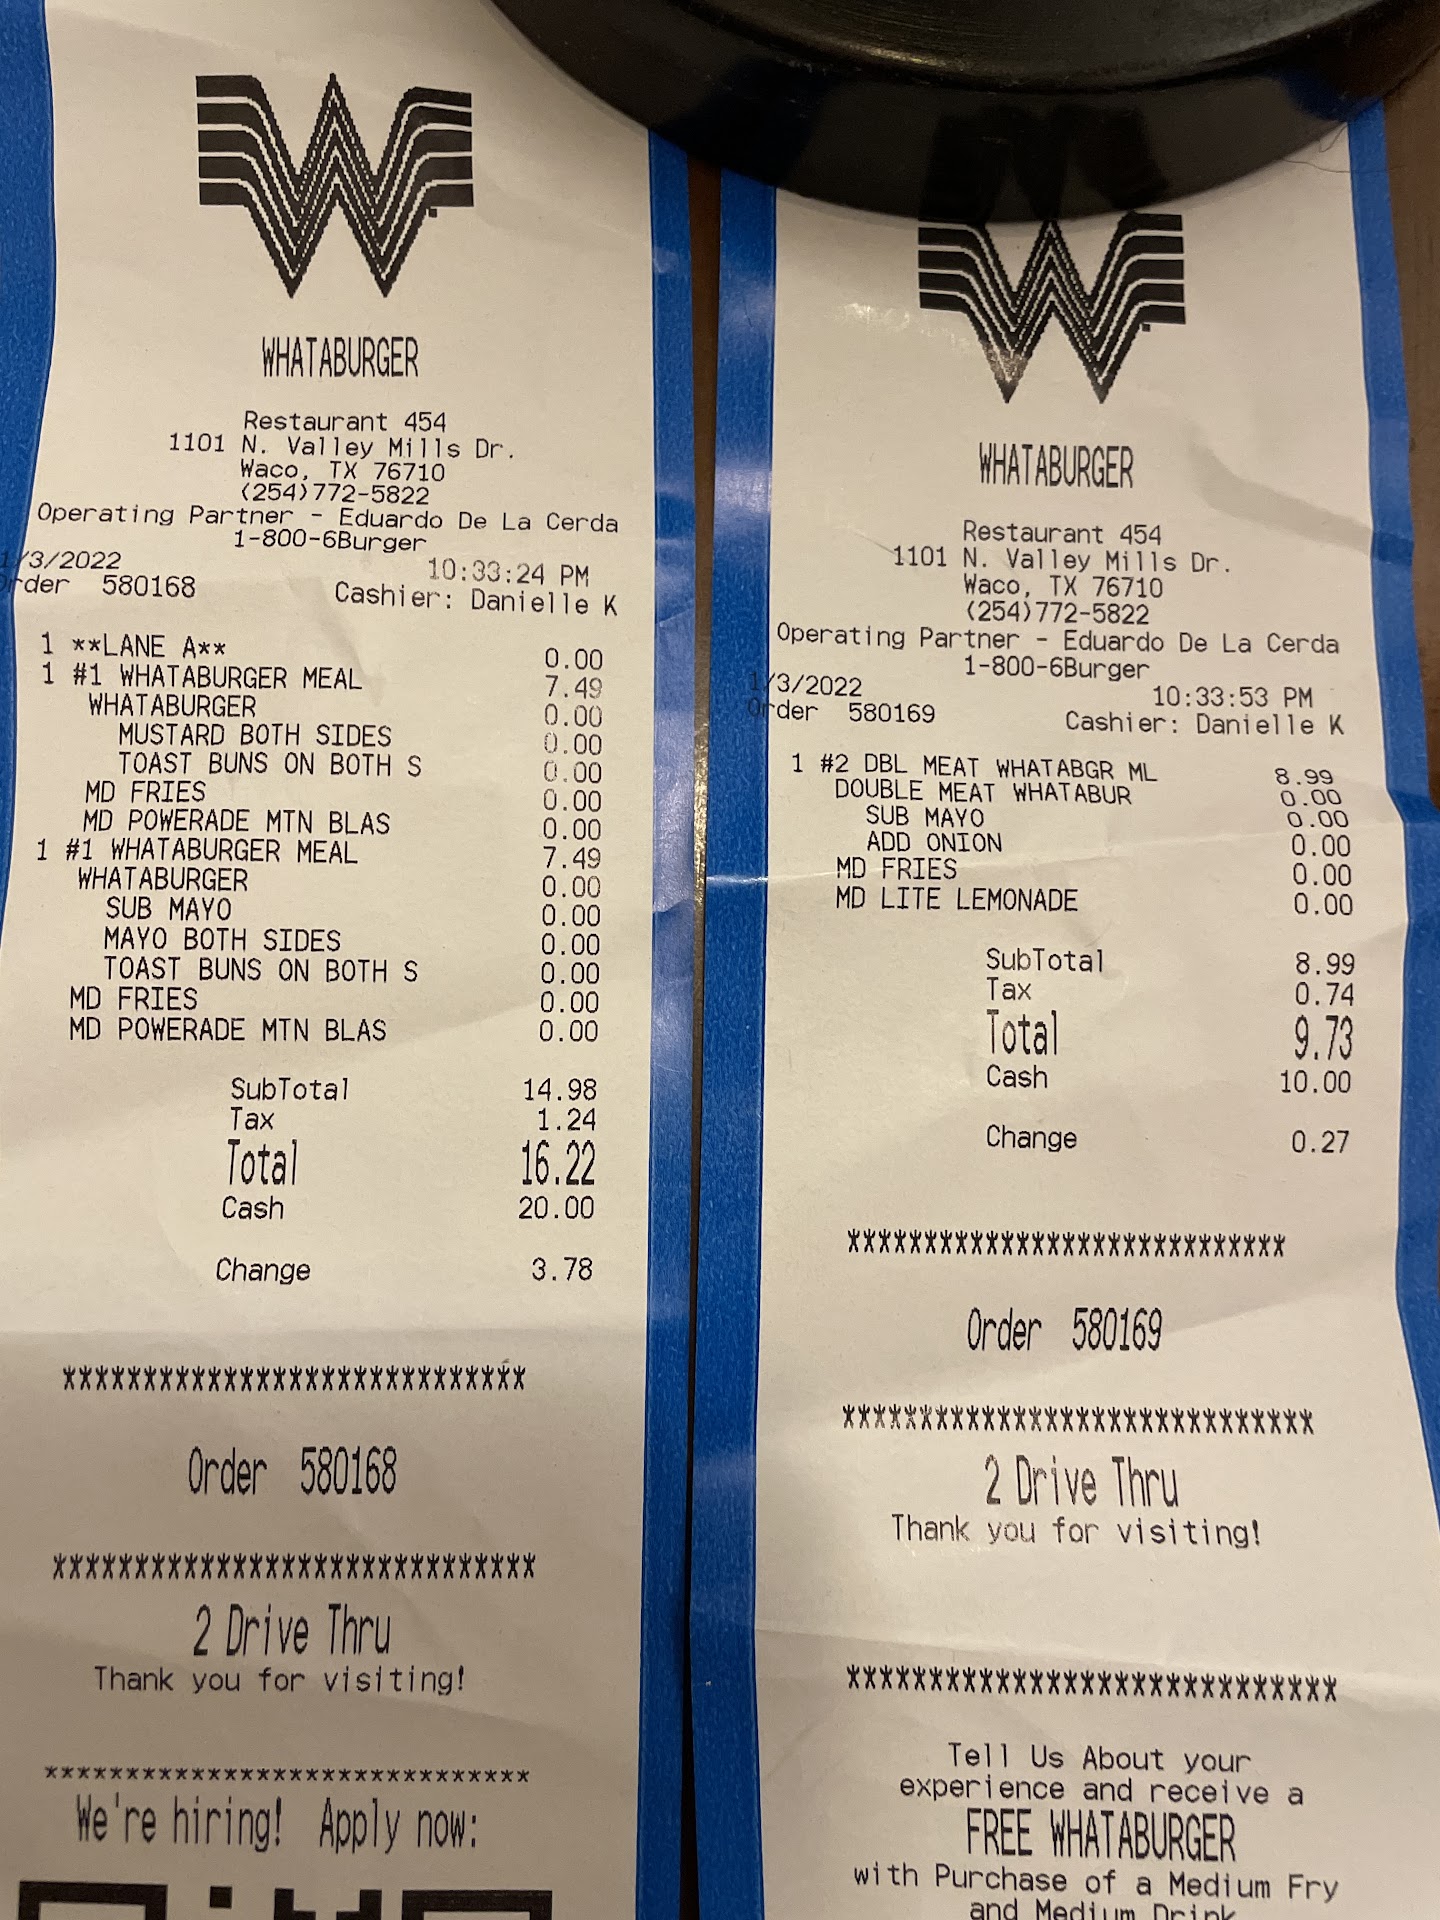 WHATABURGER
Restaurant 454
1101 N. Valley Mills Dr.
Waco, TX 76710
(254)772-5822
Operating Partner - Eduardo De La Cerda
1-800-6Burger
1/3/2022 10:33:24 PM
Order 580168 Cashier: Danielle K
1 **LANE A** 0.00
1 #1 WHATABURGER MEAL 7.49
WHATABURGER 0.00
MUSTARD BOTH SIDES 0.00
TOAST BUNS ON BOTH S 0.00
MD FRIES 0.00
MD POWERADE MTN BLAS 0.00
1 #1 WHATABURGER MEAL 7.49
WHATABURGER 0.00
SUB MAYO 0.00
MAYO BOTH SIDES 0.00
TOAST BUNS ON BOTH S 0.00
MD FRIES 0.00
MD POWERADE MTN BLAS 0.00
SubTotal 14.98
Tax 1.24
Total 16.22
Cash 20.00
Change 3.78
*****************************
Order 580168
******************************
2 Drive Thru
Thank you for visiting!
******************************
We're hiring! Apply now:
WHATABURGER
Restaurant 454
1101 N. Valley Mills Dr.
Waco, TX 76710
(254)772-5822
Operating Partner - Eduardo De La Cerda
1-800-6Burger
1/3/2022 10:33:53 PM
Order 580169 Cashier: Danielle K
1 #2 DBL MEAT WHATABGR ML 8.99
DOUBLE MEAT WHATABUR 0.00
SUB MAYO 0.00
ADD ONION 0.00
MD FRIES 0.00
MD LITE LEMONADE 0.00
SubTotal 8.99
Tax 0.74
Total 9.73
Cash 10.00
Change 0.27
*****************************
Order 580169
******************************
2 Drive Thru
Thank you for visiting!
******************************
Tell Us About your
experience and receive a
FREE WHATABURGER
with Purchase of a Medium Fry
and Medium Drink